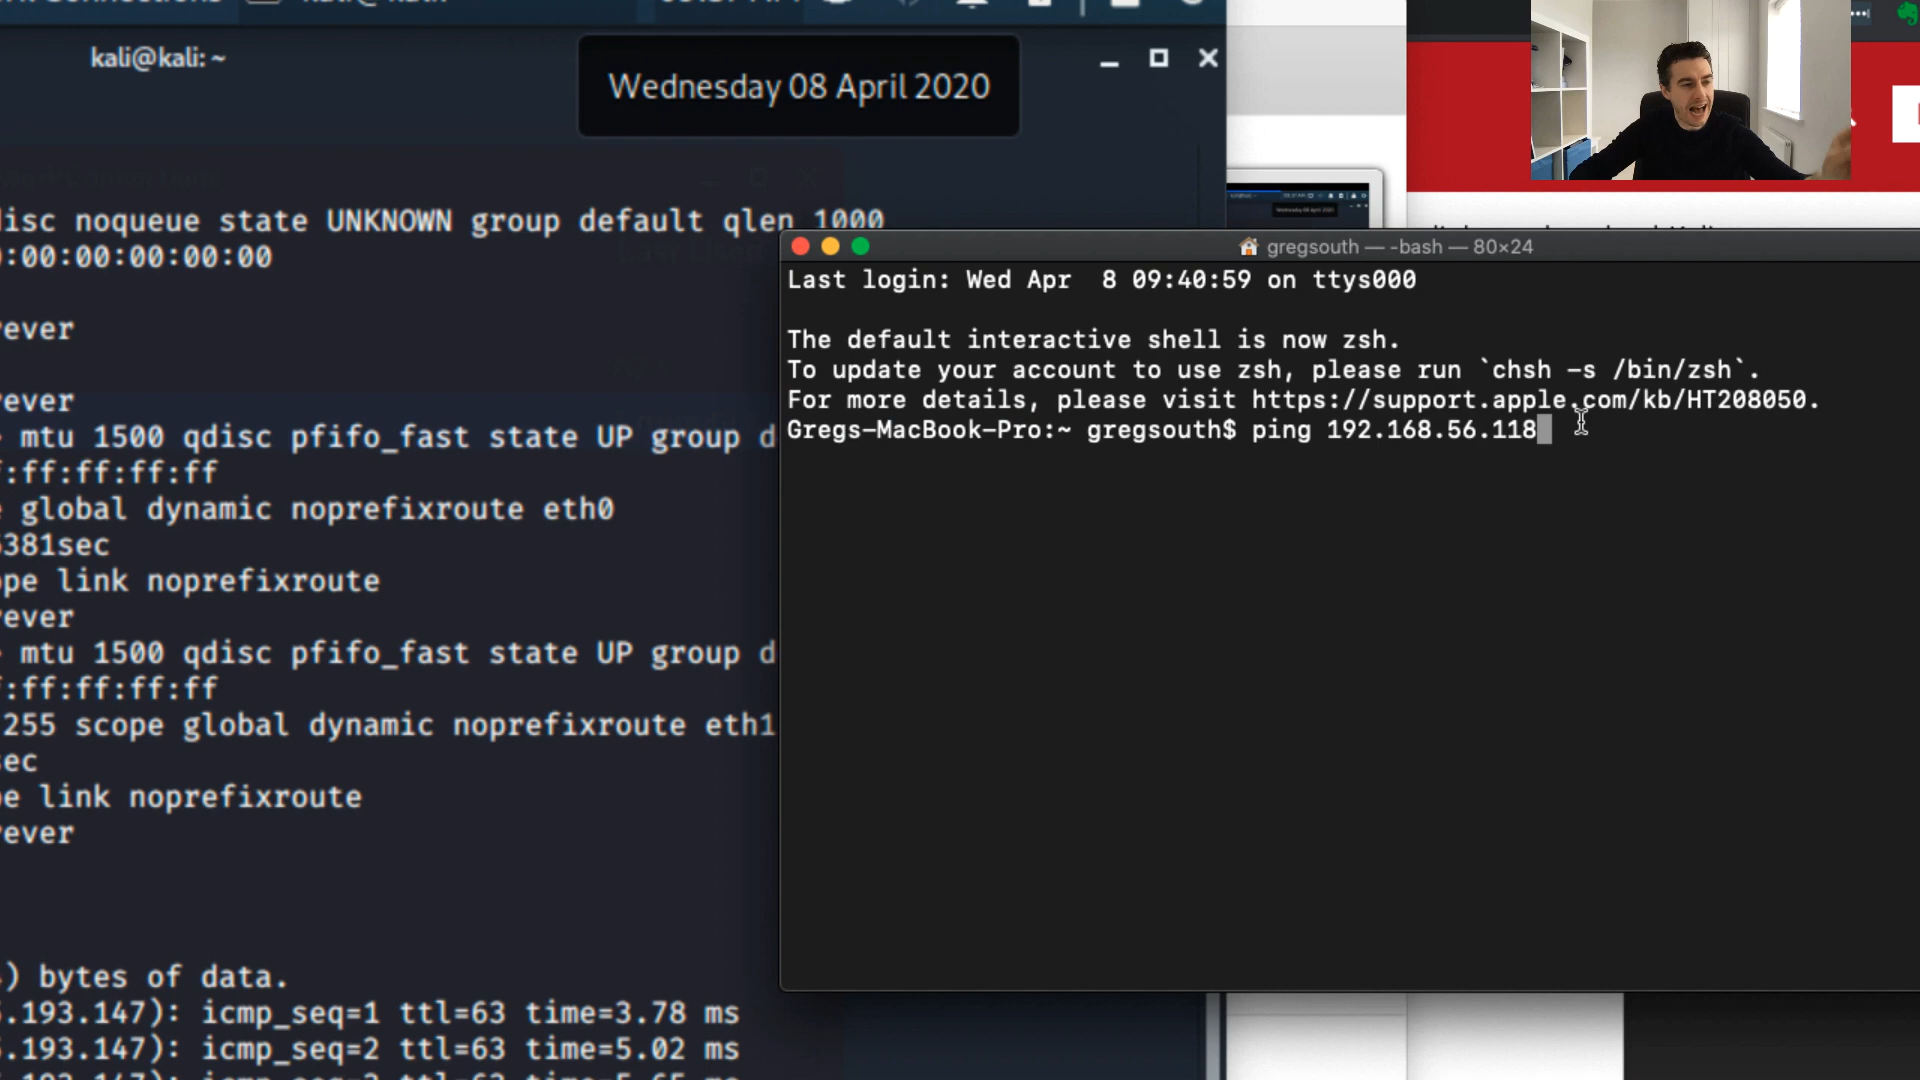 kali@kali: ~
Wednesday 08 April 2020
disc noqueue state UNKNOWN group default qlen 1000
:00:00:00:00:00
ever
ever
mtu 1500 qdisc pfifo_fast state UP group d
:ff:ff:ff:ff
global dynamic noprefixroute eth0
381sec
pe link noprefixroute
ever
mtu 1500 qdisc pfifo_fast state UP group d
:ff:ff:ff:ff
255 scope global dynamic noprefixroute eth1
sec
e link noprefixroute
ever
) bytes of data.
.193.147): icmp_seq=1 ttl=63 time=3.78 ms
.193.147): icmp_seq=2 ttl=63 time=5.02 ms
gregsouth — -bash — 80×24
Last login: Wed Apr  8 09:40:59 on ttys000
The default interactive shell is now zsh.
To update your account to use zsh, please run `chsh -s /bin/zsh`.
For more details, please visit https://support.apple.com/kb/HT208050.
Gregs-MacBook-Pro:~ gregsouth$ ping 192.168.56.118